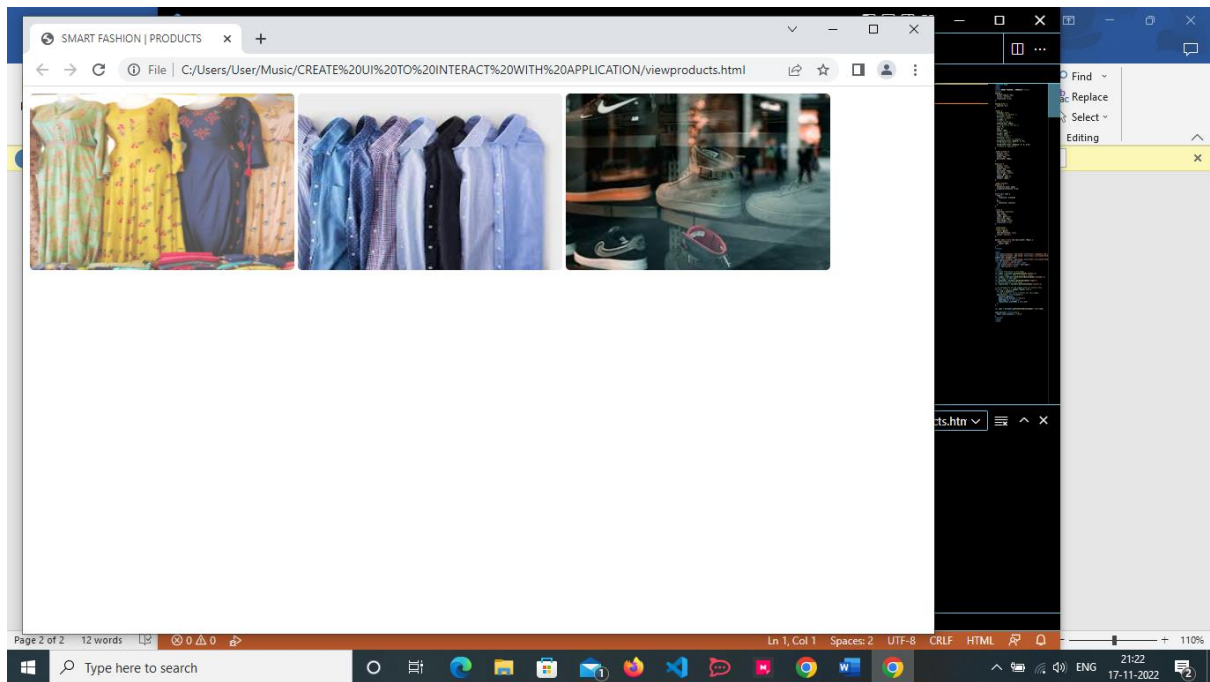 SMART FASHION | PRODUCTS
File | C:/Users/User/Music/CREATE%20UI%20TO%20INTERACT%20WITH%20APPLICATION/viewproducts.html
Find
Replace
Select
Editing
cts.htm
Page 2 of 2 12 words 0 0 Ln 1, Col 1 Spaces: 2 UTF-8 CRLF HTML 110%
Type here to search
1
ENG
21:22
17-11-2022
2